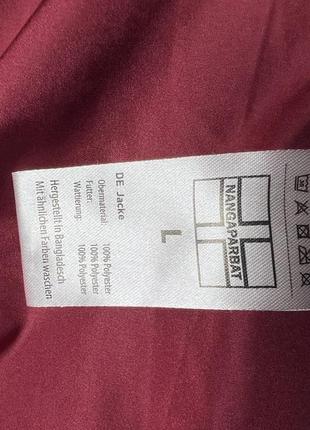 NANGAPARBAT
L
DE Jacke
Obermaterial: 100% Polyester
Futter: 100% Polyester
Wattierung: 100% Polyester
Hergestellt In Bangladesch
Mit ähnlichen Farben waschen